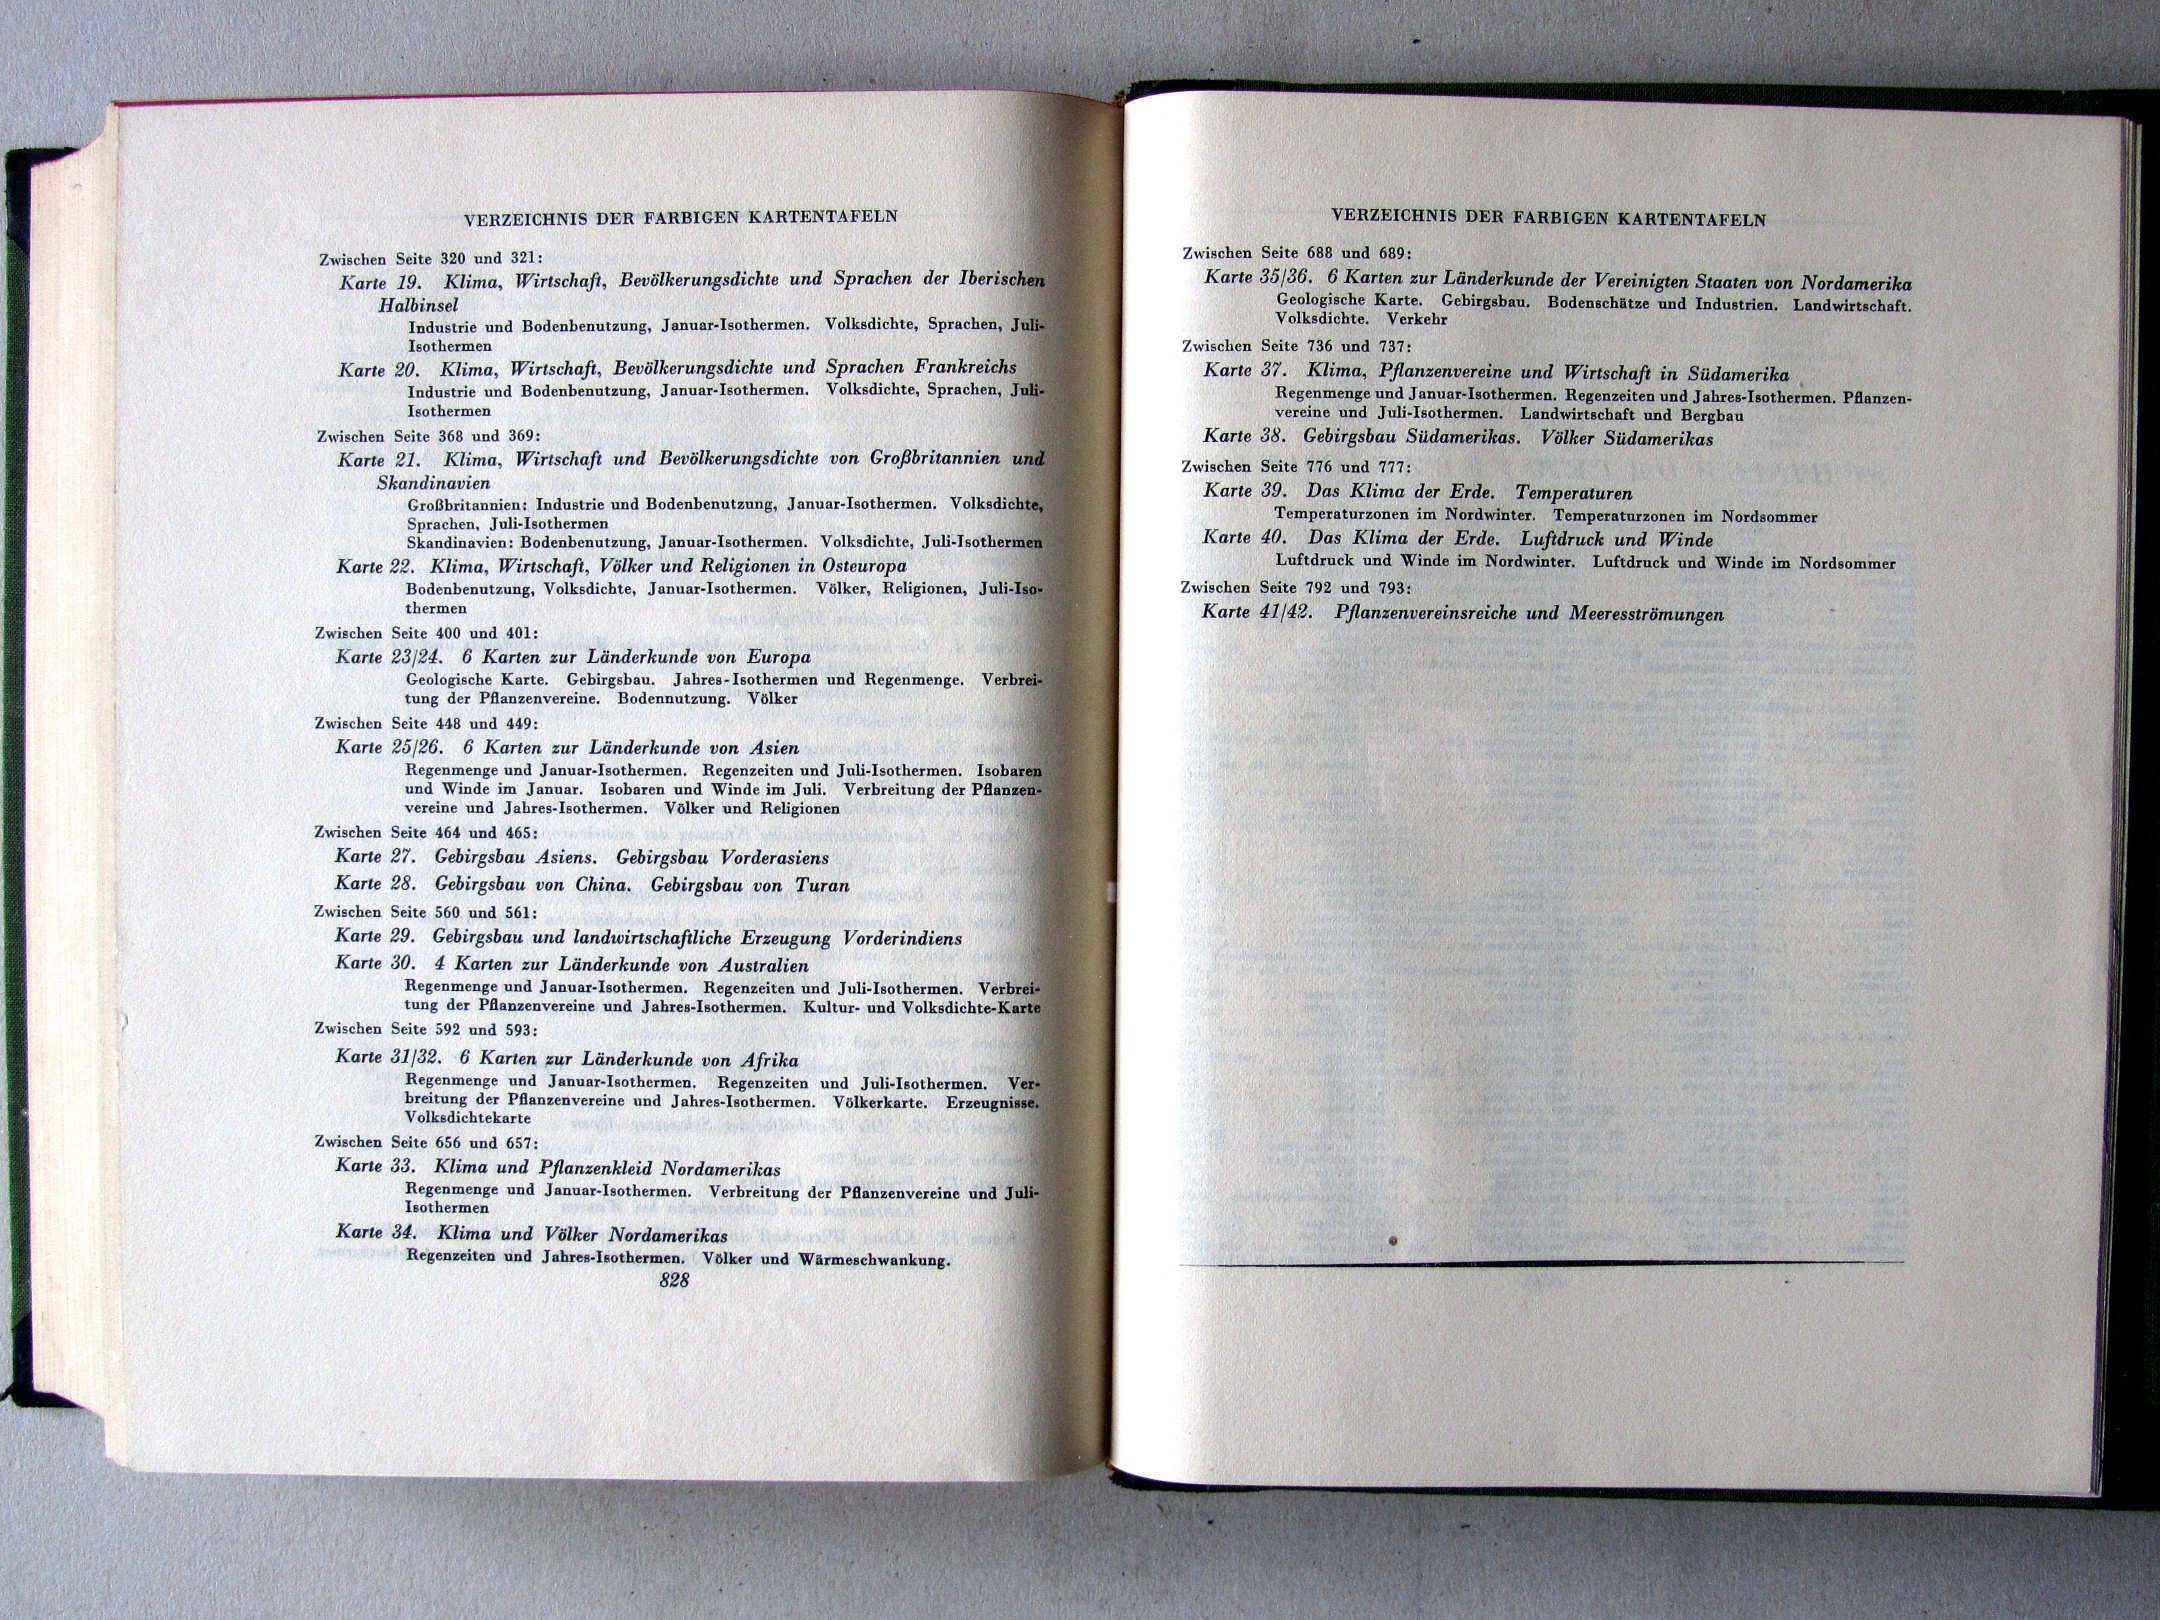 VERZEICHNIS DER FARBIGEN KARTENTAFELN
Zwischen Seite 320 und 321:
Karte 19. Klima, Wirtschaft, Bevölkerungsdichte und Sprachen der Iberischen
Halbinsel
Industrie und Bodenbenutzung, Januar-Isothermen. Volksdichte, Sprachen, Juli-
Isothermen
Karte 20. Klima, Wirtschaft, Bevölkerungsdichte und Sprachen Frankreichs
Industrie und Bodenbenutzung, Januar-Isothermen. Volksdichte, Sprachen, Juli-
Isothermen
Zwischen Seite 368 und 369:
Karte 21. Klima, Wirtschaft und Bevölkerungsdichte von Großbritannien und
Skandinavien
Großbritannien: Industrie und Bodenbenutzung, Januar-Isothermen. Volksdichte,
Sprachen, Juli-Isothermen
Skandinavien: Bodenbenutzung, Januar-Isothermen. Volksdichte, Juli-Isothermen
Karte 22. Klima, Wirtschaft, Völker und Religionen in Osteuropa
Bodenbenutzung, Volksdichte, Januar-Isothermen. Völker, Religionen, Juli-Iso-
thermen
Zwischen Seite 400 und 401:
Karte 23/24. 6 Karten zur Länderkunde von Europa
Geologische Karte. Gebirgsbau. Jahres-Isothermen und Regenmenge. Verbrei-
tung der Pflanzenvereine. Bodennutzung. Völker
Zwischen Seite 448 und 449:
Karte 25/26. 6 Karten zur Länderkunde von Asien
Regenmenge und Januar-Isothermen. Regenzeiten und Juli-Isothermen. Isobaren
und Winde im Januar. Isobaren und Winde im Juli. Verbreitung der Pflanzen-
vereine und Jahres-Isothermen. Völker und Religionen
Zwischen Seite 464 und 465:
Karte 27. Gebirgsbau Asiens. Gebirgsbau Vorderasiens
Karte 28. Gebirgsbau von China. Gebirgsbau von Turan
Zwischen Seite 560 und 561:
Karte 29. Gebirgsbau und landwirtschaftliche Erzeugung Vorderindiens
Karte 30. 4 Karten zur Länderkunde von Australien
Regenmenge und Januar-Isothermen. Regenzeiten und Juli-Isothermen. Verbrei-
tung der Pflanzenvereine und Jahres-Isothermen. Kultur- und Volksdichte-Karte
Zwischen Seite 592 und 593:
Karte 31/32. 6 Karten zur Länderkunde von Afrika
Regenmenge und Januar-Isothermen. Regenzeiten und Juli-Isothermen. Ver-
breitung der Pflanzenvereine und Jahres-Isothermen. Völkerkarte. Erzeugnisse.
Volksdichtekarte
Zwischen Seite 656 und 657:
Karte 33. Klima und Pflanzenkleid Nordamerikas
Regenmenge und Januar-Isothermen. Verbreitung der Pflanzenvereine und Juli-
Isothermen
Karte 34. Klima und Völker Nordamerikas
Regenzeiten und Jahres-Isothermen. Völker und Wärmeschwankung.
828
VERZEICHNIS DER FARBIGEN KARTENTAFELN
Zwischen Seite 688 und 689:
Karte 35/36. 6 Karten zur Länderkunde der Vereinigten Staaten von Nordamerika
Geologische Karte. Gebirgsbau. Bodenschätze und Industrien. Landwirtschaft.
Volksdichte. Verkehr
Zwischen Seite 736 und 737:
Karte 37. Klima, Pflanzenvereine und Wirtschaft in Südamerika
Regenmenge und Januar-Isothermen. Regenzeiten und Jahres-Isothermen. Pflanzen-
vereine und Juli-Isothermen. Landwirtschaft und Bergbau
Karte 38. Gebirgsbau Südamerikas. Völker Südamerikas
Zwischen Seite 776 und 777:
Karte 39. Das Klima der Erde. Temperaturen
Temperaturzonen im Nordwinter. Temperaturzonen im Nordsommer
Karte 40. Das Klima der Erde. Luftdruck und Winde
Luftdruck und Winde im Nordwinter. Luftdruck und Winde im Nordsommer
Zwischen Seite 792 und 793:
Karte 41/42. Pflanzenvereinsreiche und Meeresströmungen